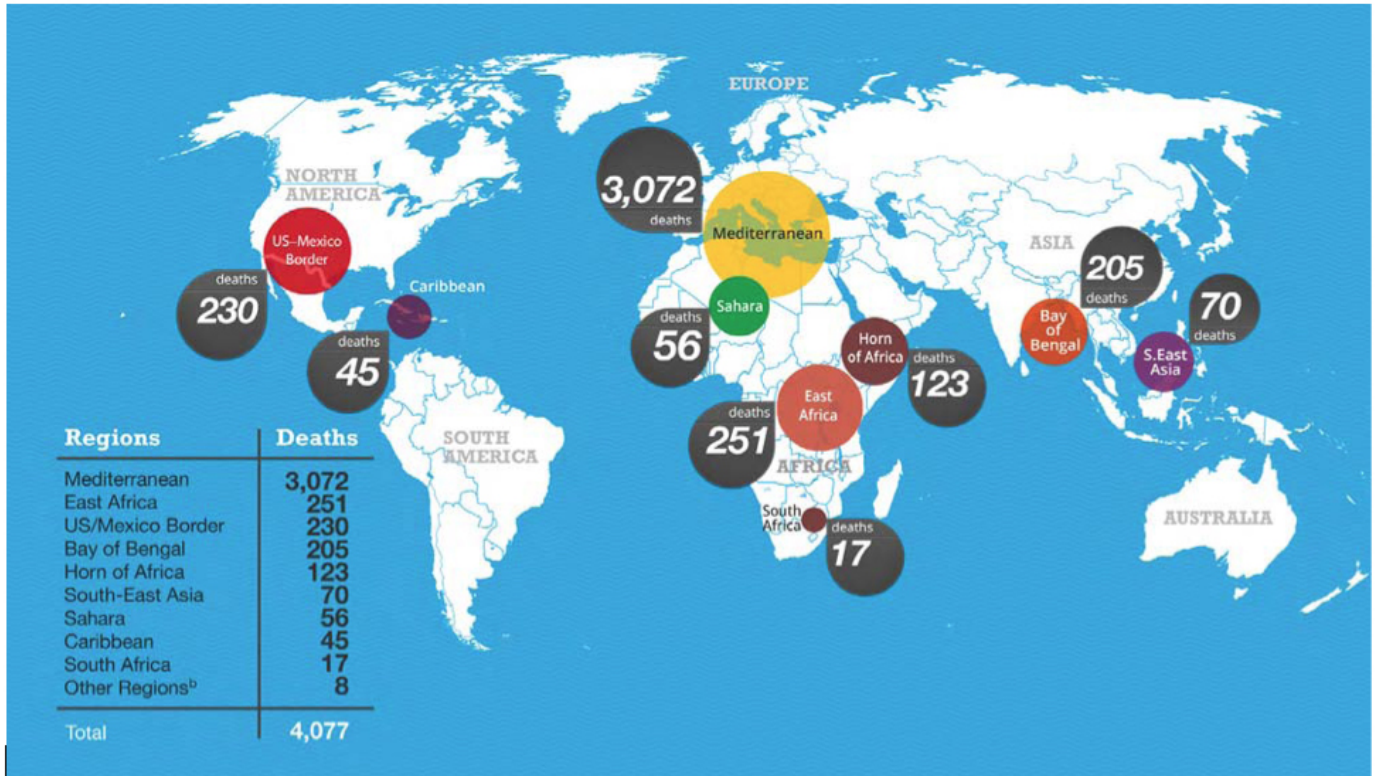 EUROPE
3,072
deaths
NORTH
AMERICA
Mediterranean
US–Mexico
Border
ASIA
205
deaths
deaths
230
Caribbean
Sahara
70
deaths
deaths
56
Bay
of
Bengal
Horn
of Africa
deaths
45
deaths
123
S.East
Asia
East
Africa
deaths
251
SOUTH
AMERICA
AFRICA
South
Africa
deaths
17
AUSTRALIA
Regions Deaths
Mediterranean 3,072
East Africa 251
US/Mexico Border 230
Bay of Bengal 205
Horn of Africa 123
South-East Asia 70
Sahara 56
Caribbean 45
South Africa 17
Other Regionsᵇ 8
Total 4,077